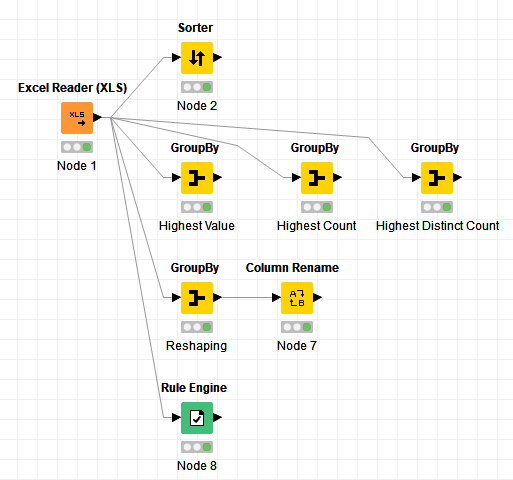 Sorter
Node 2
Excel Reader (XLS)
XLS
Node 1
GroupBy
GroupBy
GroupBy
Highest Value
Highest Count
Highest Distinct Count
GroupBy
Column Rename
A
B
Reshaping
Node 7
Rule Engine
Node 8